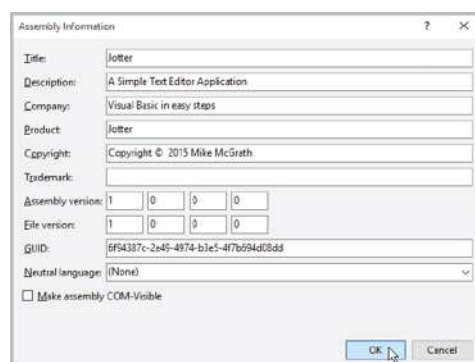 Assembly Information ? ×
Title: Jotter
Description: A Simple Text Editor Application
Company: Visual Basic in easy steps
Product: Jotter
Copyright: Copyright © 2015 Mike McGrath
Trademark:
Assembly version: 1 0 0 0
File version: 1 0 0 0
GUID: 6f94387c-2e49-4974-b3e5-4f7b694d08dd
Neutral language: (None)
Make assembly COM-Visible
OK Cancel